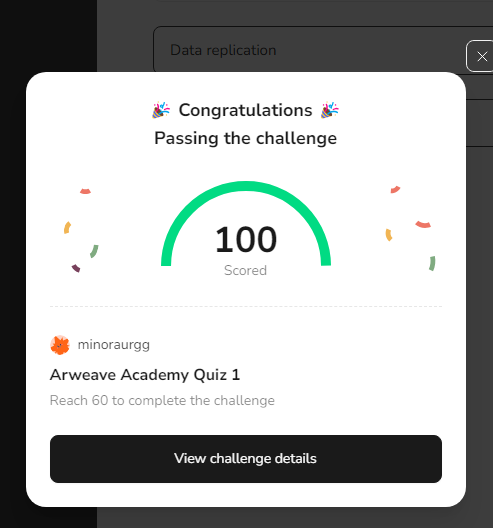 Data replication
Congratulations
Passing the challenge
100
Scored
minoraurgg
Arweave Academy Quiz 1
Reach 60 to complete the challenge
View challenge details